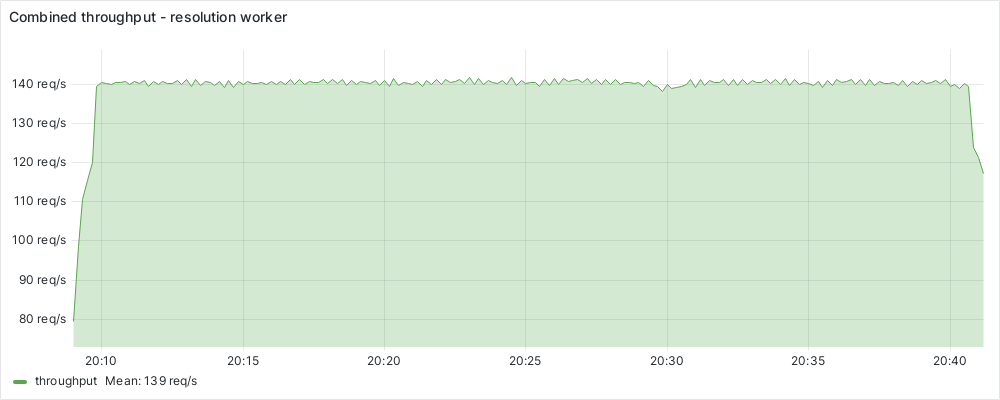 Combined throughput - resolution worker
140 req/s
130 req/s
120 req/s
110 req/s
100 req/s
90 req/s
80 req/s
20:10 20:15 20:20 20:25 20:30 20:35 20:40
throughput Mean: 139 req/s